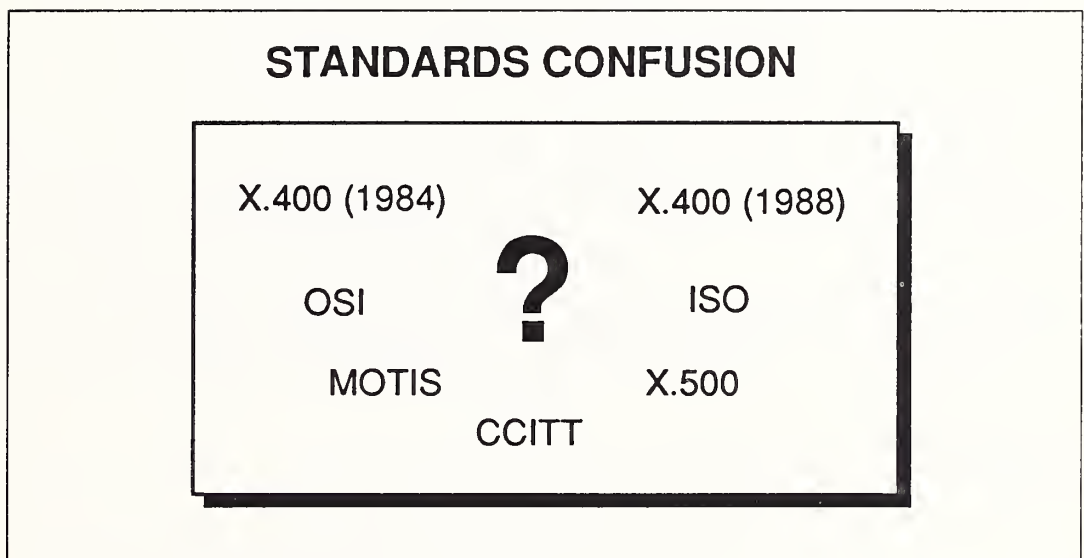 STANDARDS CONFUSION
X.400 (1984) X.400 (1988)
?
OSI ISO
MOTIS X.500
CCITT